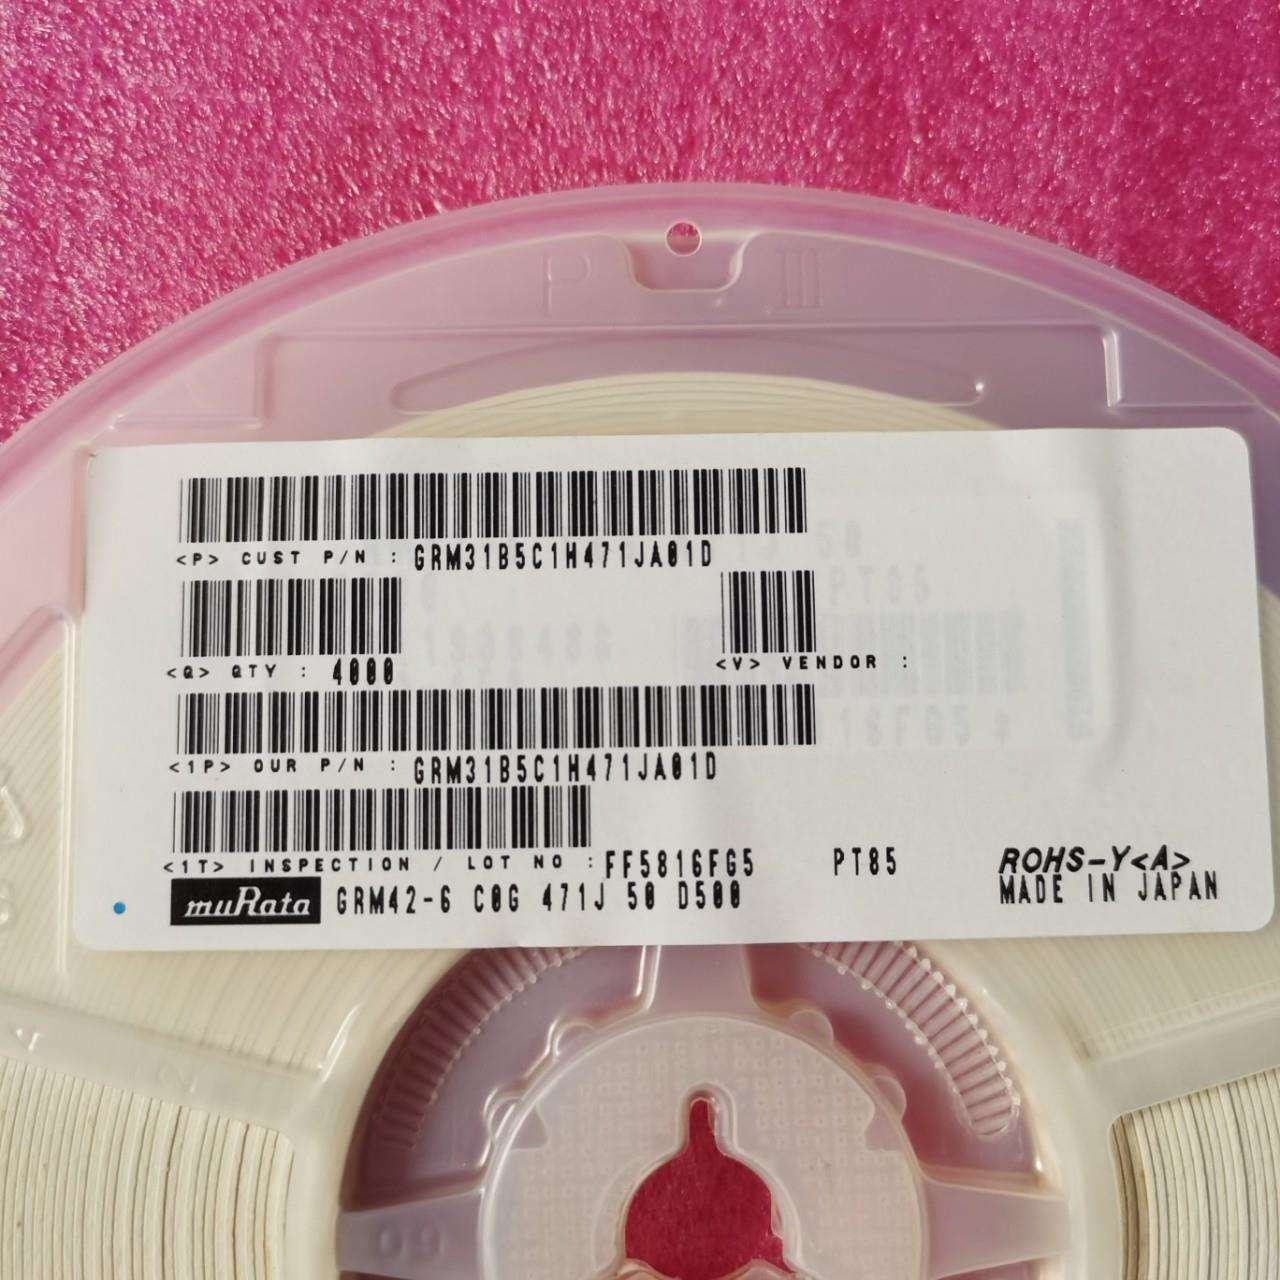 P III
<P> CUST P/N : GRM31B5C1H471JA01D
<Q> QTY : 4000
<V> VENDOR :
<1P> OUR P/N : GRM31B5C1H471JA01D
<1T> INSPECTION / LOT NO : FF5816FG5 PT85 ROHS-Y<A>
muRata GRM42-6 C0G 471J 50 D500 MADE IN JAPAN